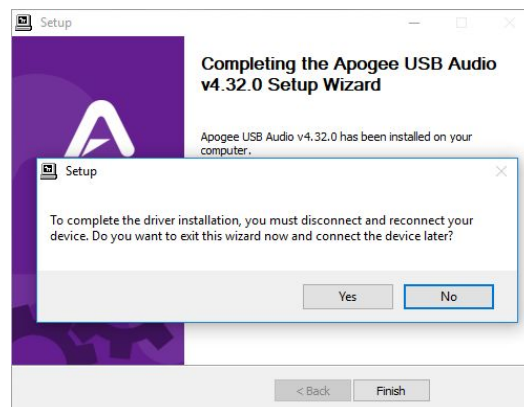 Setup
Completing the Apogee USB Audio
v4.32.0 Setup Wizard
Apogee USB Audio v4.32.0 has been installed on your
computer.
Setup
To complete the driver installation, you must disconnect and reconnect your
device. Do you want to exit this wizard now and connect the device later?
Yes
No
< Back
Finish